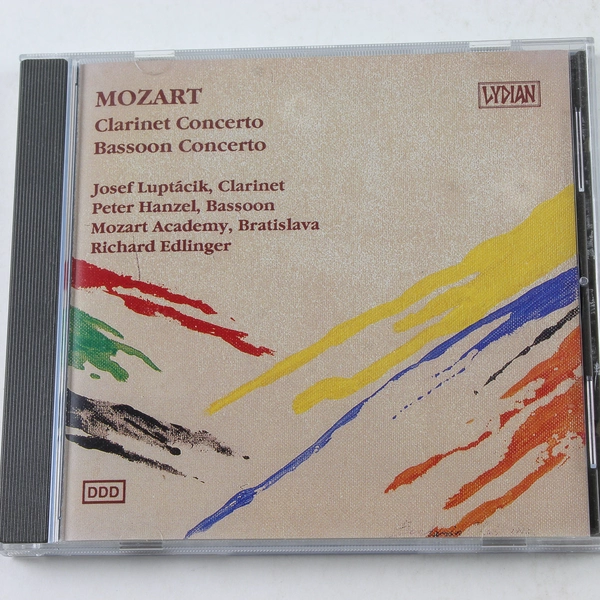 MOZART
LYDIAN
Clarinet Concerto
Bassoon Concerto
Josef Luptácik, Clarinet
Peter Hanzel, Bassoon
Mozart Academy, Bratislava
Richard Edlinger
DDD